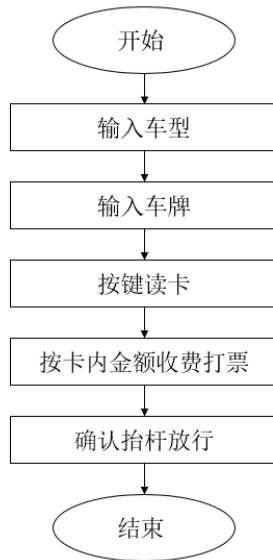 开始
输入车型
输入车牌
按键读卡
按卡内金额收费打票
确认抬杆放行
结束